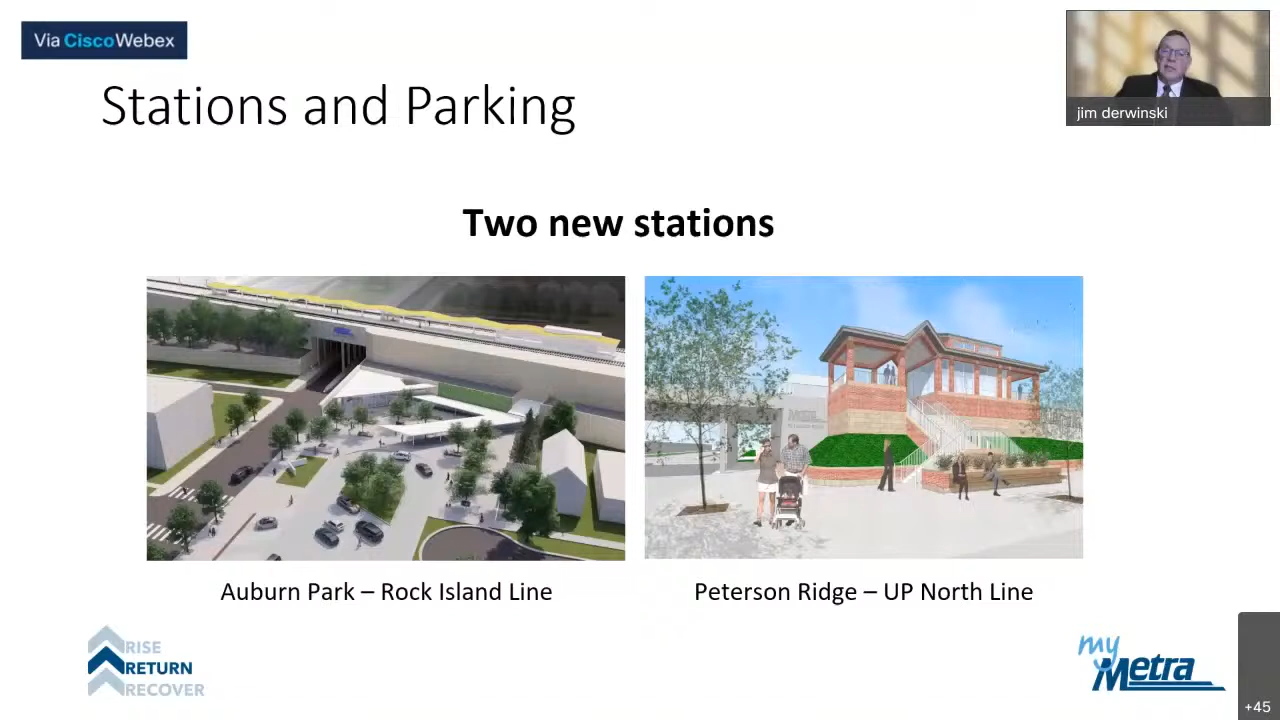 Via CiscoWebex
Stations and Parking
jim derwinski
Two new stations
Auburn Park – Rock Island Line
Peterson Ridge – UP North Line
RISE
RETURN
RECOVER
my
Metra
+45